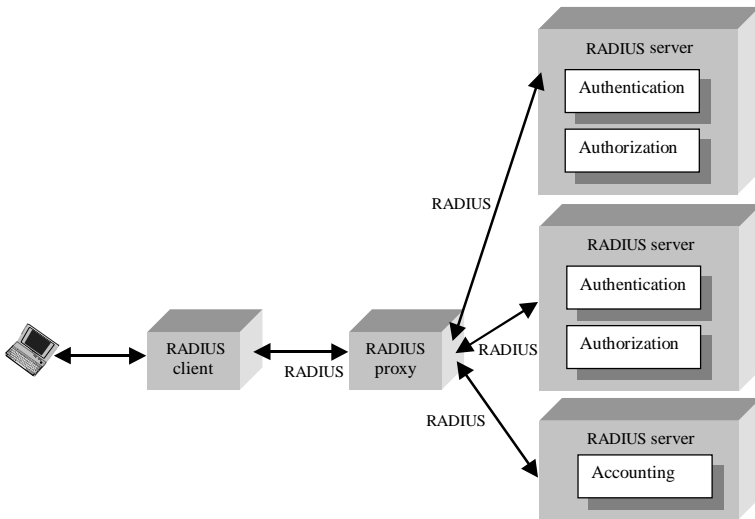 RADIUS server
Authentication
Authorization
RADIUS
RADIUS server
Authentication
Authorization
RADIUS
client
RADIUS
RADIUS
proxy
RADIUS
RADIUS
RADIUS server
Accounting